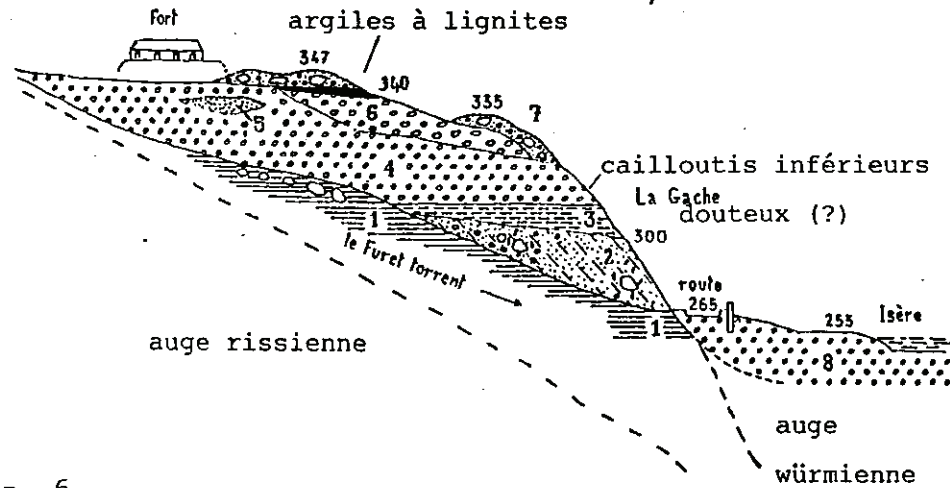 Fort
argiles à lignites
347
340
335
7
6
5
4
cailloutis inférieurs
La Gache
douteux (?)
3
300
1
2
le Furet torrent
route
265
255
Isère
1
8
auge rissienne
auge
würmienne